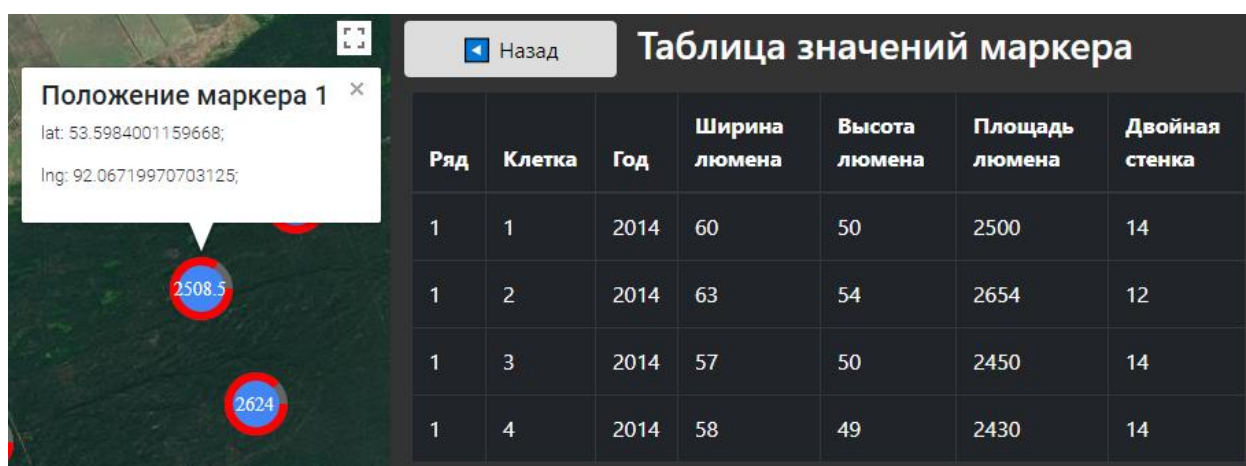 Положение маркера 1
lat: 53.5984001159668;
lng: 92.06719970703125;
2508.5
2624
Назад
Таблица значений маркера
Ряд Клетка Год Ширина люмена Высота люмена Площадь люмена Двойная стенка
1 1 2014 60 50 2500 14
1 2 2014 63 54 2654 12
1 3 2014 57 50 2450 14
1 4 2014 58 49 2430 14